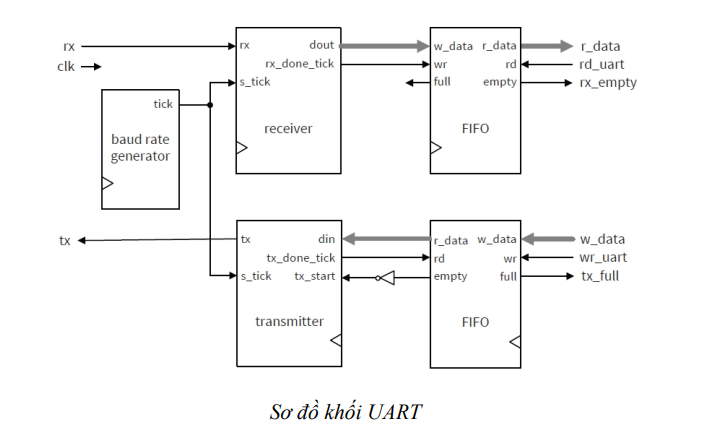 rx
clk
tick
baud rate
generator
rx
dout
rx_done_tick
s_tick
receiver
w_data
r_data
wr
rd
full
empty
FIFO
r_data
rd_uart
rx_empty
tx
tx
din
tx_done_tick
s_tick
tx_start
transmitter
r_data
w_data
rd
wr
empty
full
FIFO
w_data
wr_uart
tx_full
Sơ đồ khối UART